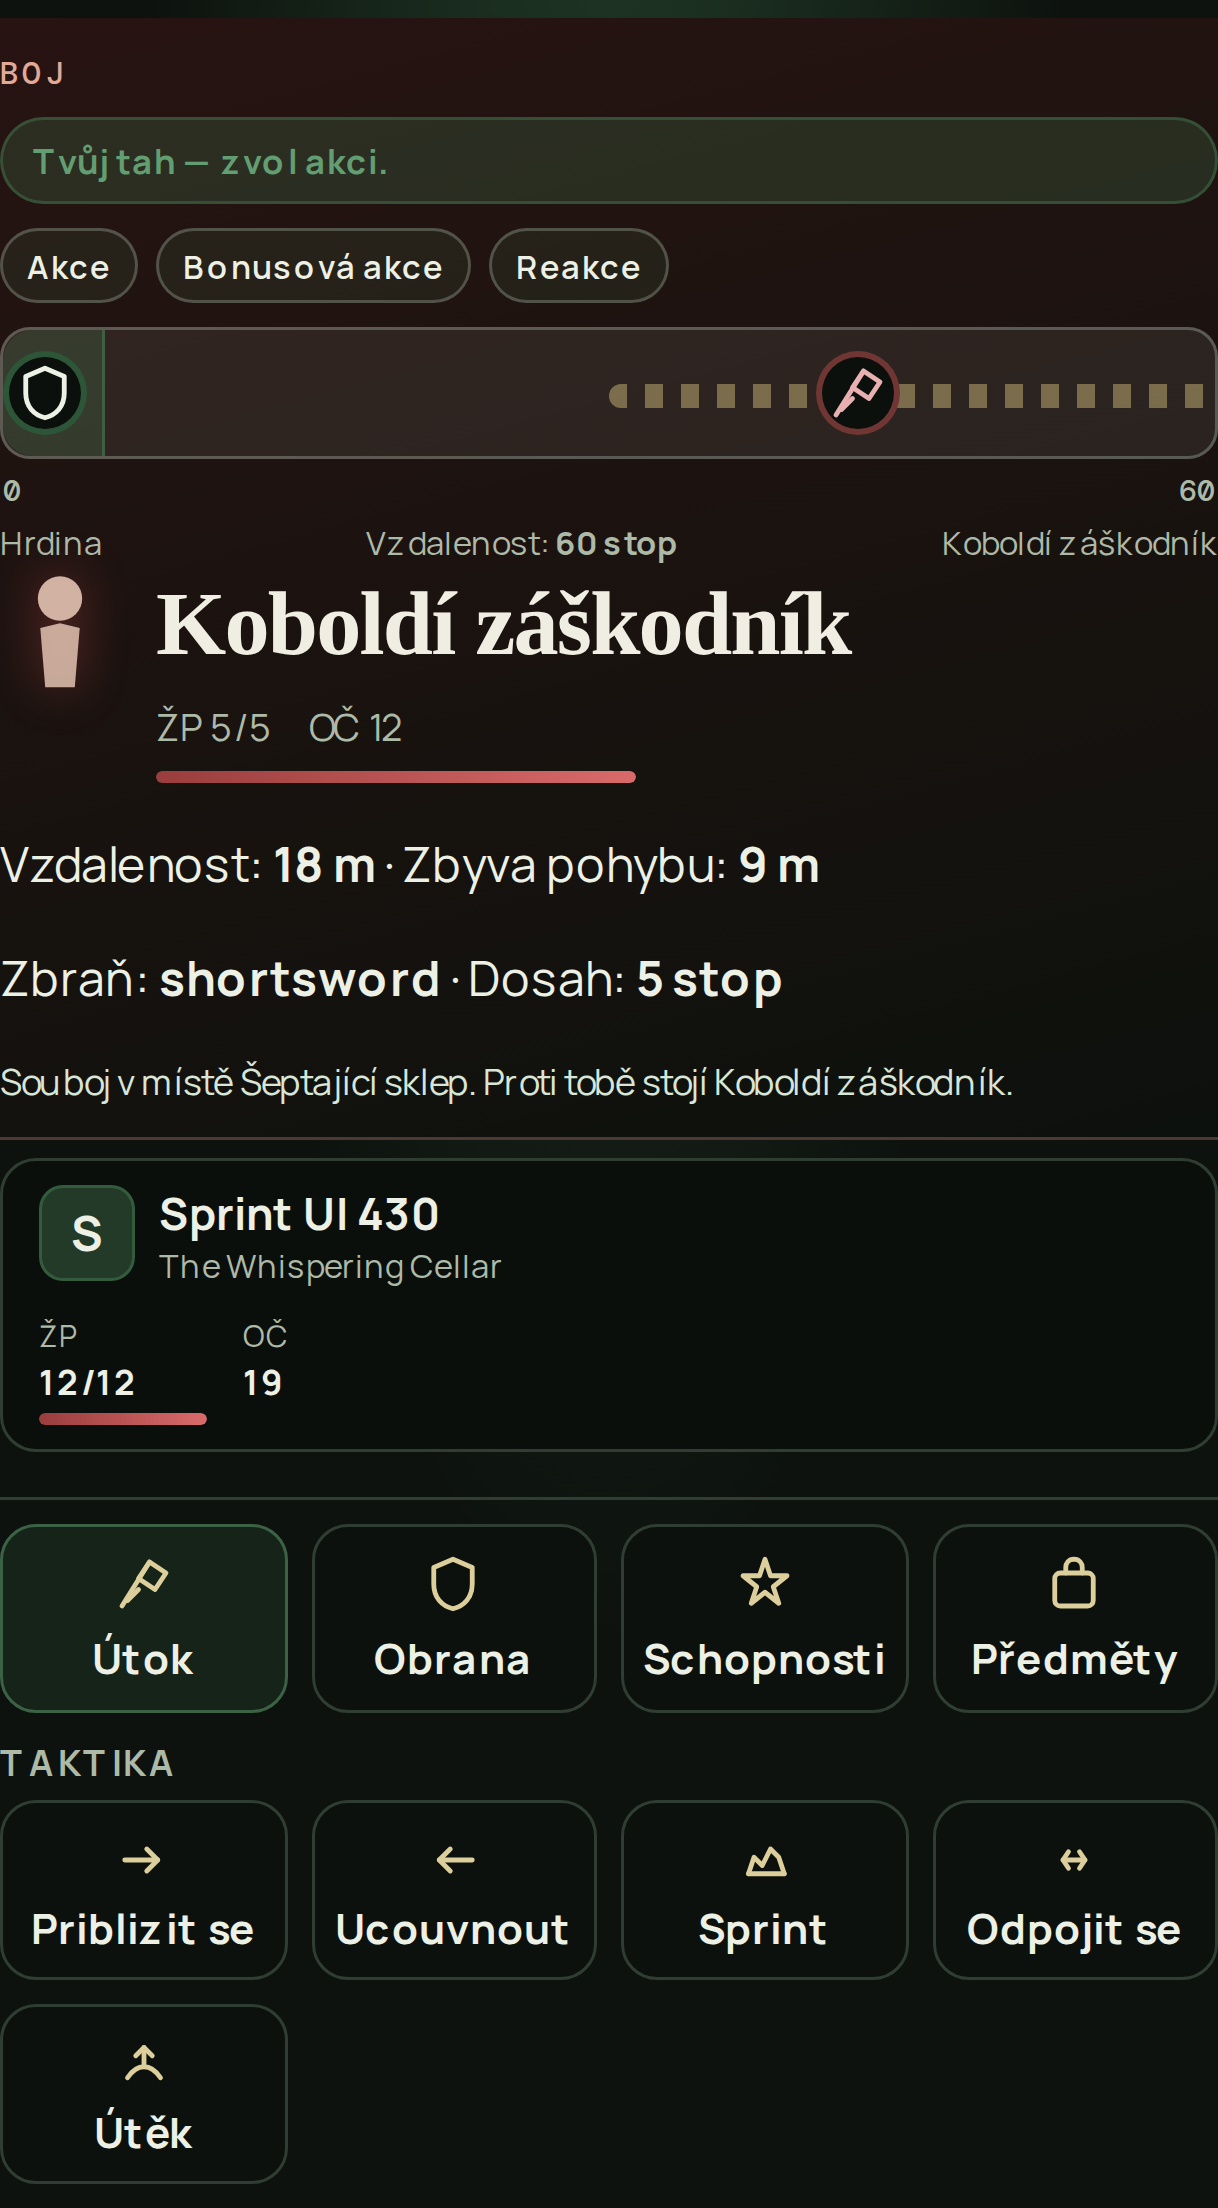 BOJ
Tvůj tah — zvol akci.
Akce
Bonusová akce
Reakce
0
60
Hrdina
Vzdalenost: 60 stop
Koboldí záškodník
Koboldí záškodník
ŽP 5/5 OČ 12
Vzdalenost: 18 m · Zbyva pohybu: 9 m
Zbraň: shortsword · Dosah: 5 stop
Souboj v místě Šeptající sklep. Proti tobě stojí Koboldí záškodník.
S
Sprint UI 430
The Whispering Cellar
ŽP
OČ
12/12
19
Útok
Obrana
Schopnosti
Předměty
TAKTIKA
Priblizit se
Ucouvnout
Sprint
Odpojit se
Útěk